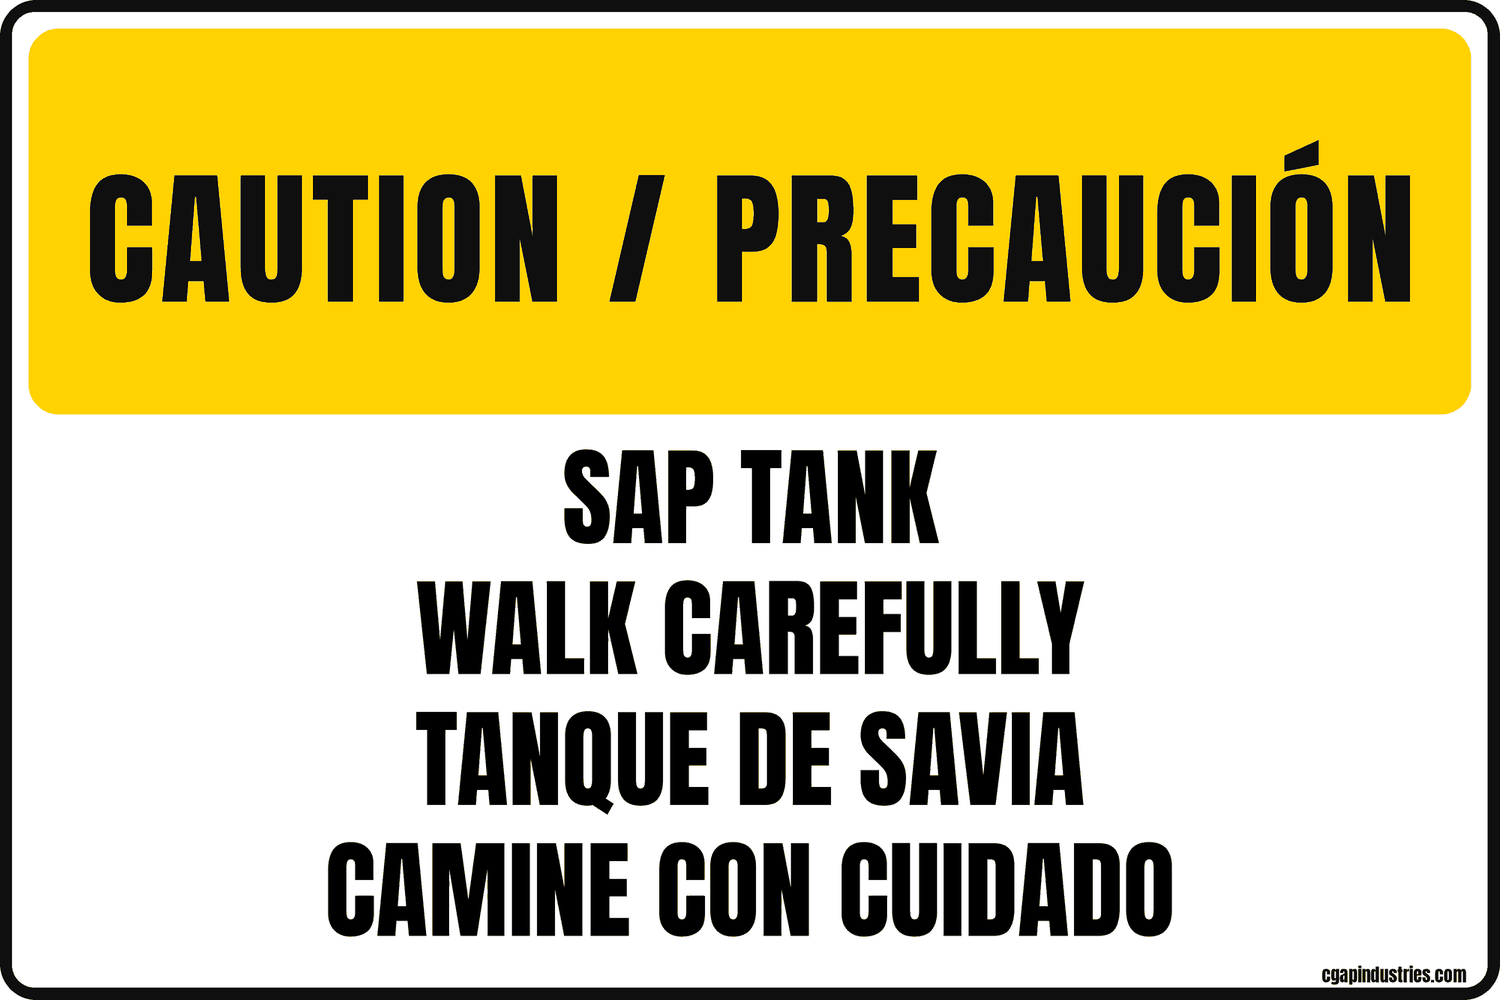 CAUTION / PRECAUCIÓN
SAP TANK
WALK CAREFULLY
TANQUE DE SAVIA
CAMINE CON CUIDADO
cgapindustries.com